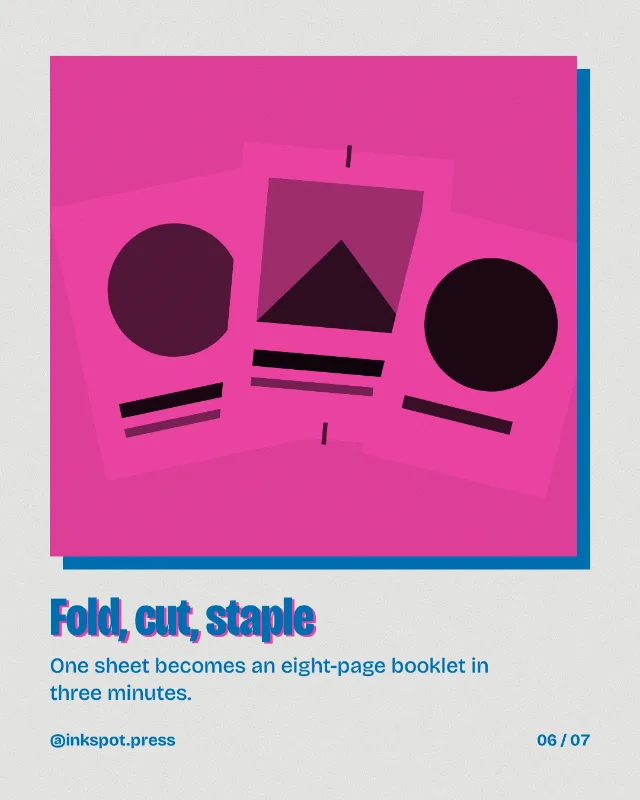 Fold, cut, staple
One sheet becomes an eight-page booklet in
three minutes.
@inkspot.press
06 / 07